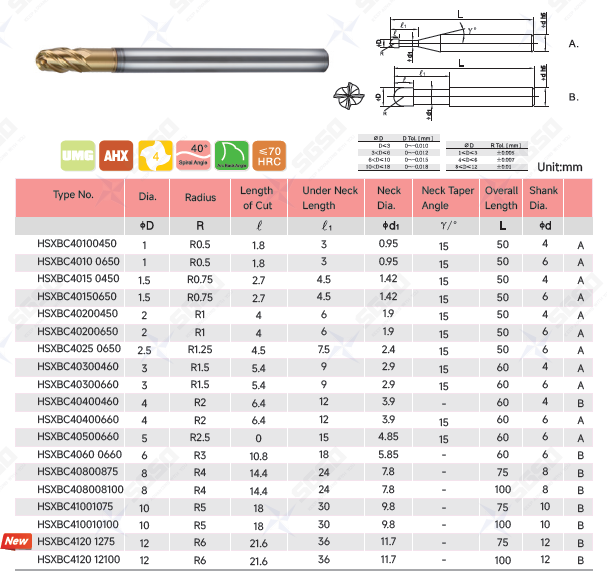 L
ℓ1
ℓ
γ°
φd h6
φD
R
φd1
A.
L
ℓ1
ℓ
φd h6
φD
R
φd1
B.
UMG
AHX
4
40°
Spiral Angle
R
≤70
HRC
Ø D D Tol. [mm]
D<3 0~-0.010
3<D≤6 0~-0.012
6<D≤10 0~-0.015
10<D≤18 0~-0.018
Ø D R Tol. [mm]
1<D≤3 ±0.005
4<D≤6 ±0.007
8<D≤12 ±0.01
Unit:mm
Type No. Dia. Radius Length of Cut Under Neck Length Neck Dia. Neck Taper Angle Overall Length Shank Dia.
ΦD R ℓ ℓ1 Φd1 γ/° L Φd
HSXBC40100450 1 R0.5 1.8 3 0.95 15 50 4 A
HSXBC4010 0650 1 R0.5 1.8 3 0.95 15 50 6 A
HSXBC4015 0450 1.5 R0.75 2.7 4.5 1.42 15 50 4 A
HSXBC40150650 1.5 R0.75 2.7 4.5 1.42 15 50 6 A
HSXBC40200450 2 R1 4 6 1.9 15 50 4 A
HSXBC40200650 2 R1 4 6 1.9 15 50 6 A
HSXBC4025 0650 2.5 R1.25 4.5 7.5 2.4 15 50 6 A
HSXBC40300460 3 R1.5 5.4 9 2.9 15 60 4 A
HSXBC40300660 3 R1.5 5.4 9 2.9 15 60 6 A
HSXBC40400460 4 R2 6.4 12 3.9 - 60 4 B
HSXBC40400660 4 R2 6.4 12 3.9 15 60 6 A
HSXBC40500660 5 R2.5 0 15 4.85 15 60 6 A
HSXBC4060 0660 6 R3 10.8 18 5.85 - 60 6 B
HSXBC40800875 8 R4 14.4 24 7.8 - 75 8 B
HSXBC408008100 8 R4 14.4 24 7.8 - 100 8 B
HSXBC41001075 10 R5 18 30 9.8 - 75 10 B
HSXBC410010100 10 R5 18 30 9.8 - 100 10 B
New HSXBC4120 1275 12 R6 21.6 36 11.7 - 75 12 B
HSXBC4120 12100 12 R6 21.6 36 11.7 - 100 12 B